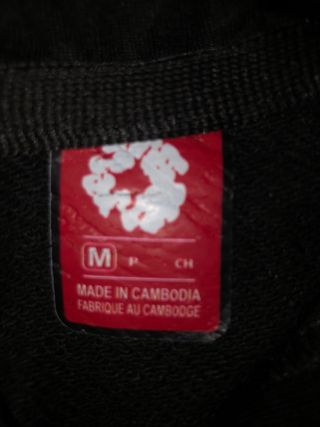 M P CH
MADE IN CAMBODIA
FABRIQUE AU CAMBODGE